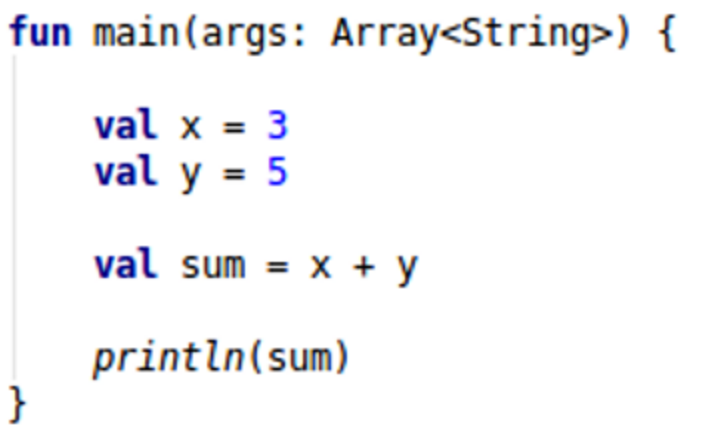 fun main(args: Array<String>) {
val x = 3
val y = 5
val sum = x + y
println(sum)
}